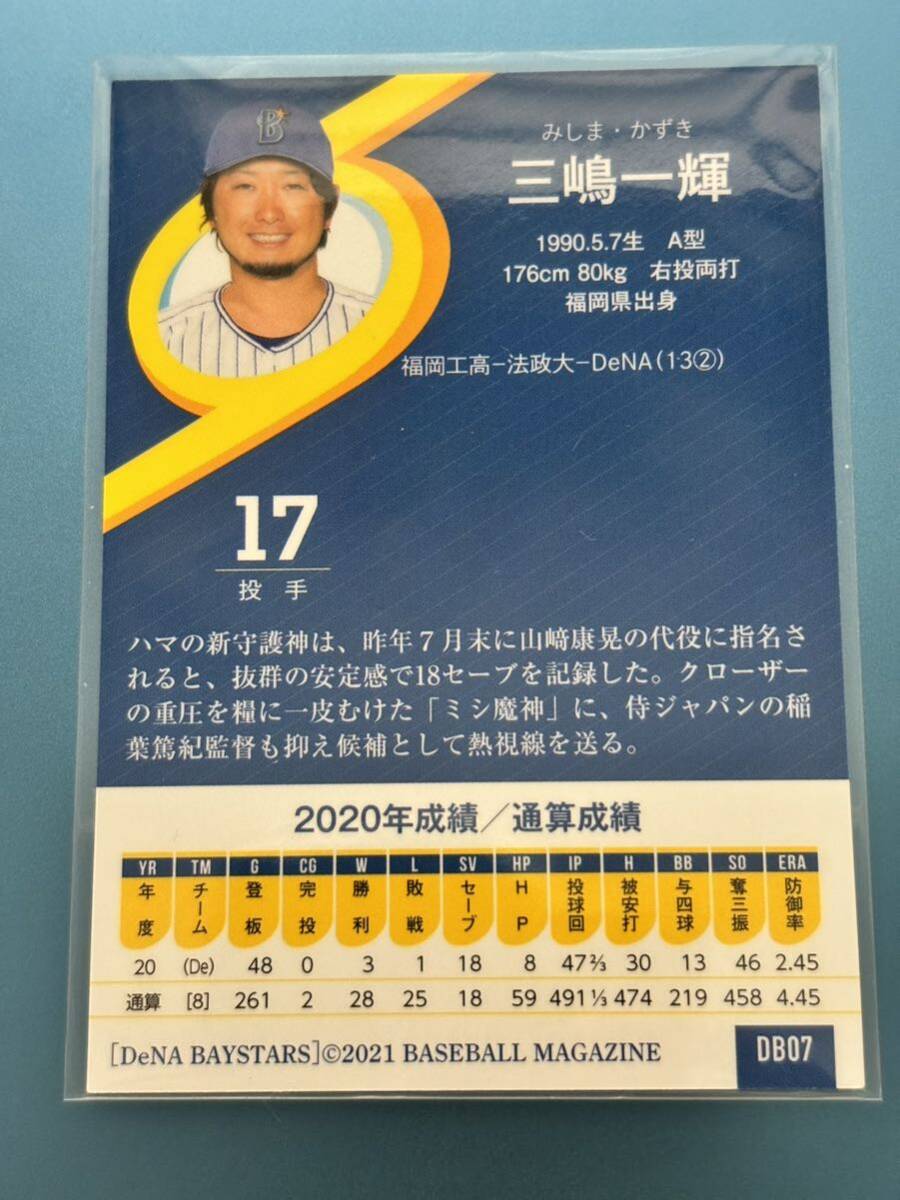 B
みしま・かずき
三嶋一輝
1990.5.7生 A型
176cm 80kg 右投両打
福岡県出身
福岡工高−法政大−DeNA（1·3②）
17
投手
ハマの新守護神は、昨年７月末に山﨑康晃の代役に指名さ
れると、抜群の安定感で18セーブを記録した。クローザー
の重圧を糧に一皮むけた「ミシ魔神」に、侍ジャパンの稲
葉篤紀監督も抑え候補として熱視線を送る。
2020年成績／通算成績
YR TM G CG W L SV HP IP H BB SO ERA
年度 チーム 登板 完投 勝利 敗戦 セーブ HP 投球回 被安打 与四球 奪三振 防御率
20 (De) 48 0 3 1 18 8 47⅔ 30 13 46 2.45
通算 [8] 261 2 28 25 18 59 491⅓ 474 219 458 4.45
[DeNA BAYSTARS]©2021 BASEBALL MAGAZINE
DB07